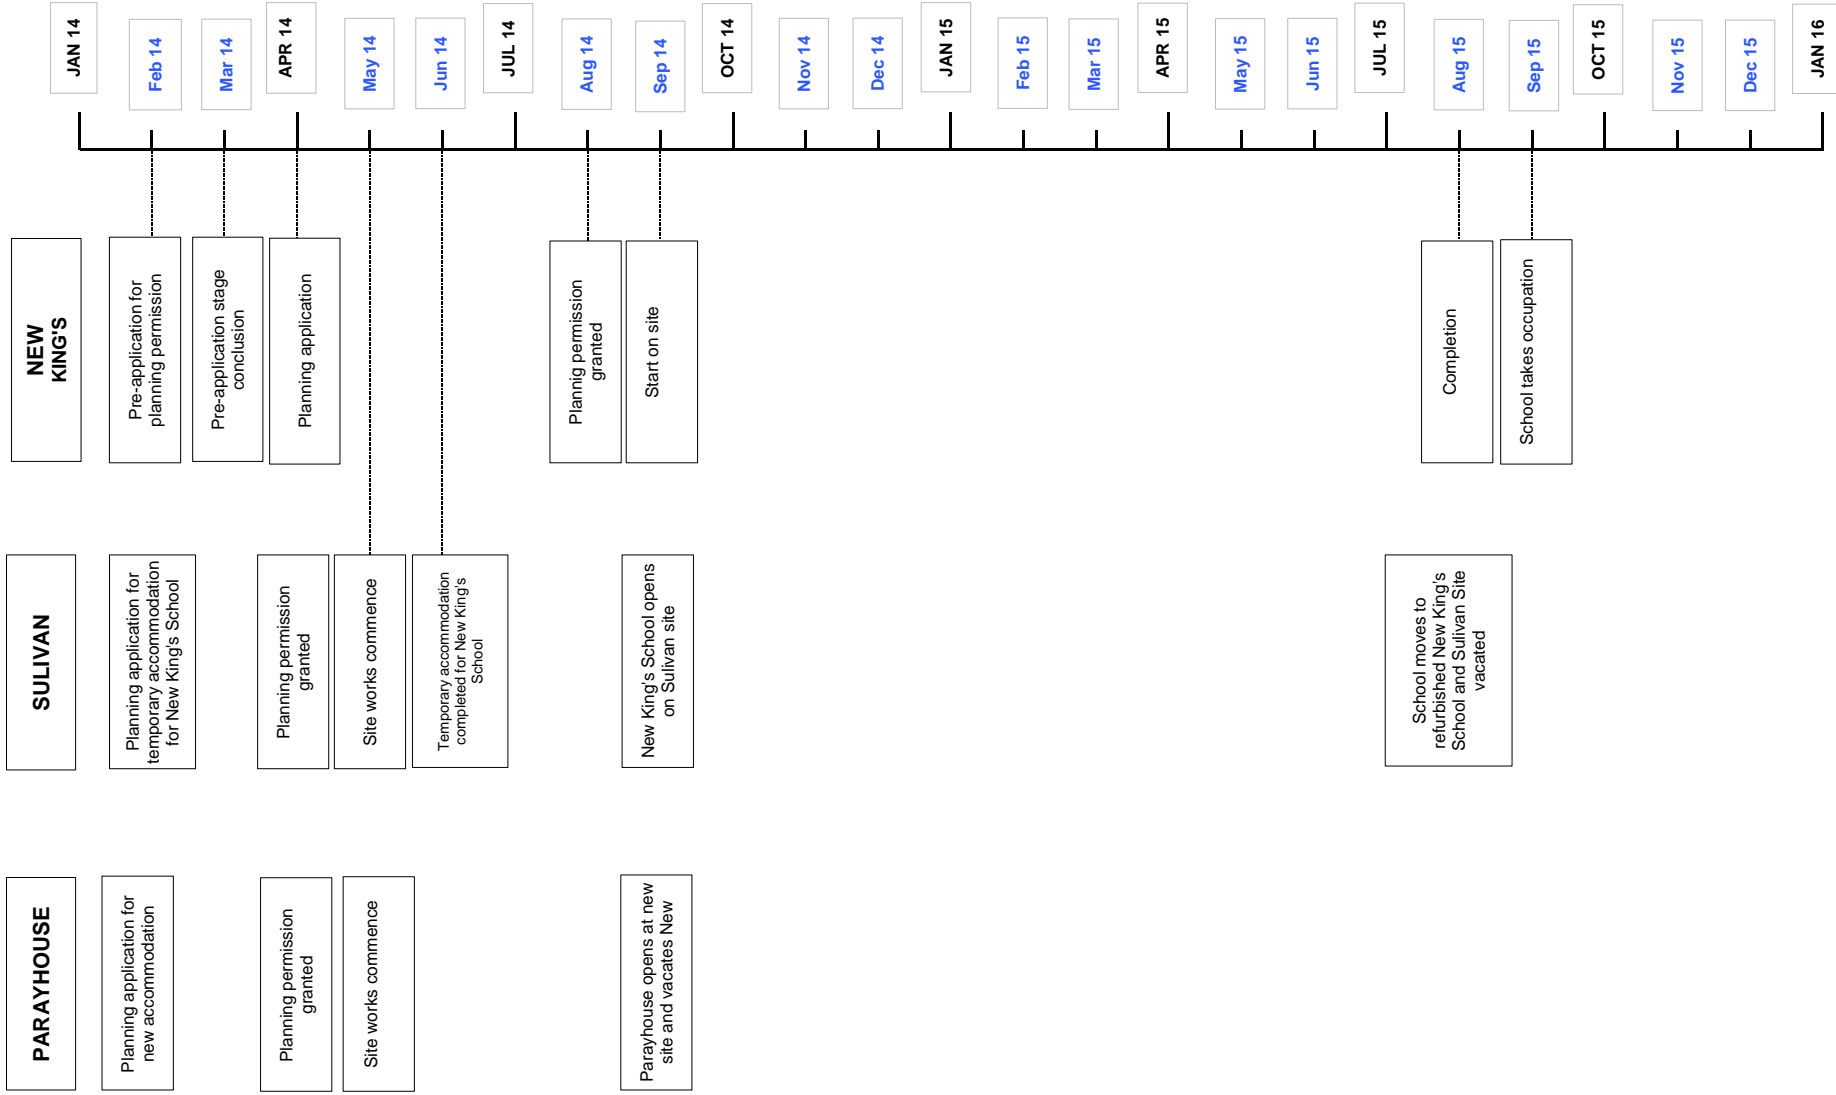 JAN 14
Feb 14
Mar 14
APR 14
May 14
Jun 14
JUL 14
Aug 14
Sep 14
OCT 14
Nov 14
Dec 14
JAN 15
Feb 15
Mar 15
APR 15
May 15
Jun 15
JUL 15
Aug 15
Sep 15
OCT 15
Nov 15
Dec 15
JAN 16
NEW
KING'S
Pre-application for
planning permission
Pre-application stage
conclusion
Planning application
Plannig permission
granted
Start on site
Completion
School takes occupation
SULIVAN
Planning application for
temporary accommodation
for New King's School
Planning permission
granted
Site works commence
Temporary accommodation
completed for New King's
School
New King's School opens
on Sulivan site
School moves to
refurbished New King's
School and Sulivan Site
vacated
PARAYHOUSE
Planning application for
new accommodation
Planning permission
granted
Site works commence
Parayhouse opens at new
site and vacates New